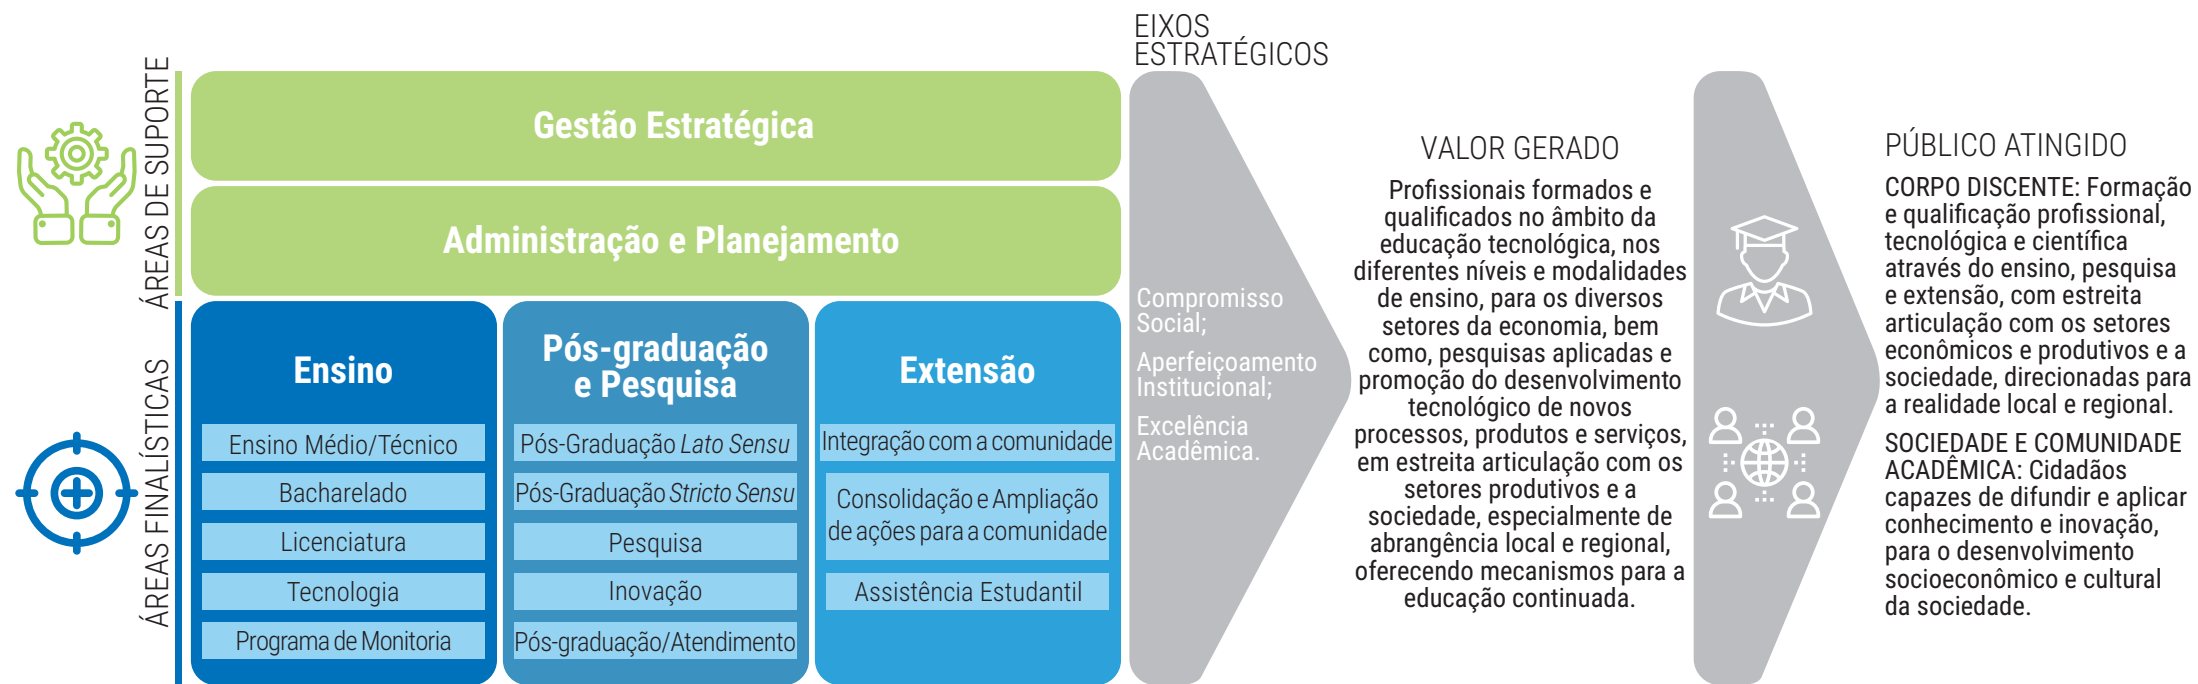 ÁREAS DE SUPORTE
Gestão Estratégica
Administração e Planejamento
ÁREAS FINALÍSTICAS
Ensino
Ensino Médio/Técnico
Bacharelado
Licenciatura
Tecnologia
Programa de Monitoria
Pós-graduação
e Pesquisa
Pós-Graduação Lato Sensu
Pós-Graduação Stricto Sensu
Pesquisa
Inovação
Pós-graduação/Atendimento
Extensão
Integração com a comunidade
Consolidação e Ampliação
de ações para a comunidade
Assistência Estudantil
EIXOS
ESTRATÉGICOS
Compromisso
Social;
Aperfeiçoamento
Institucional;
Excelência
Acadêmica.
VALOR GERADO
Profissionais formados e
qualificados no âmbito da
educação tecnológica, nos
diferentes níveis e modalidades
de ensino, para os diversos
setores da economia, bem
como, pesquisas aplicadas e
promoção do desenvolvimento
tecnológico de novos
processos, produtos e serviços,
em estreita articulação com os
setores produtivos e a
sociedade, especialmente de
abrangência local e regional,
oferecendo mecanismos para a
educação continuada.
PÚBLICO ATINGIDO
CORPO DISCENTE: Formação
e qualificação profissional,
tecnológica e científica
através do ensino, pesquisa
e extensão, com estreita
articulação com os setores
econômicos e produtivos e a
sociedade, direcionadas para
a realidade local e regional.
SOCIEDADE E COMUNIDADE
ACADÊMICA: Cidadãos
capazes de difundir e aplicar
conhecimento e inovação,
para o desenvolvimento
socioeconômico e cultural
da sociedade.